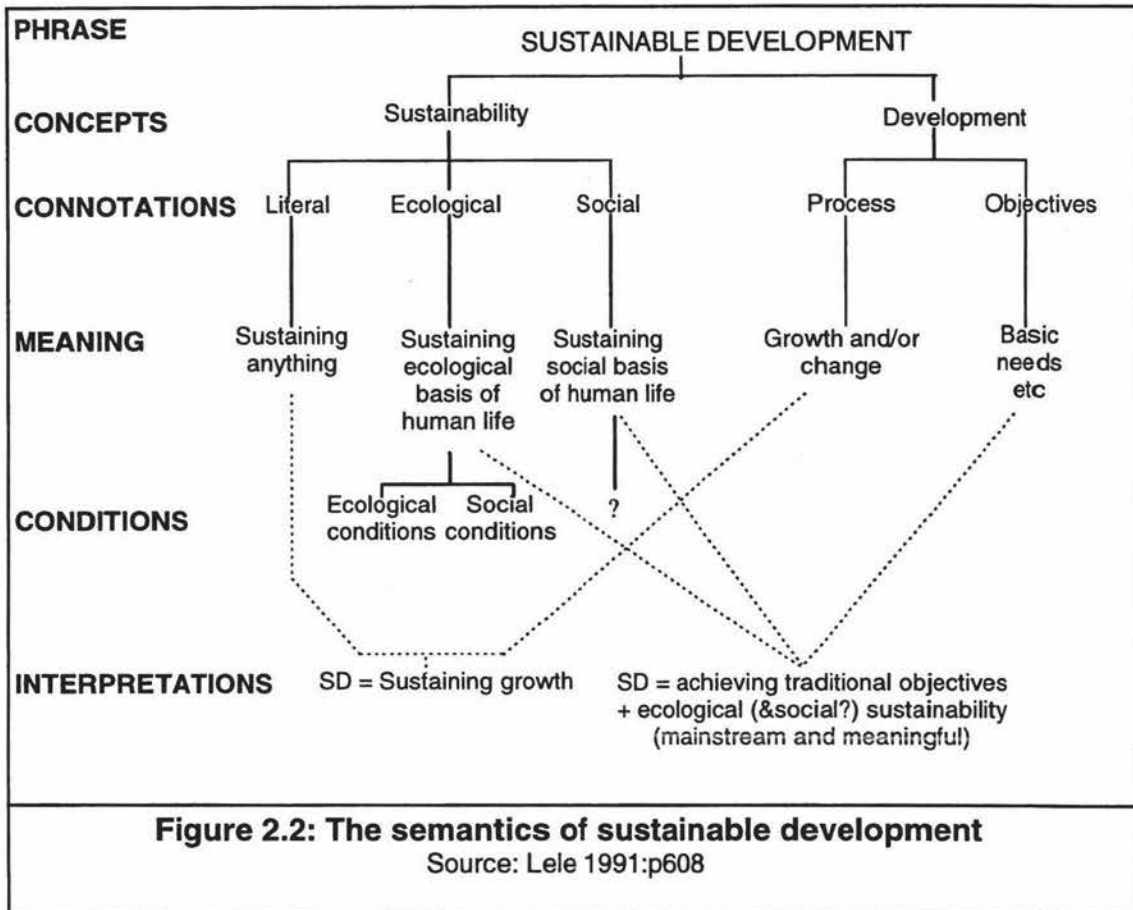 PHRASE
SUSTAINABLE DEVELOPMENT
CONCEPTS
Sustainability
Development
CONNOTATIONS
Literal
Ecological
Social
Process
Objectives
MEANING
Sustaining
anything
Sustaining
ecological
basis of
human life
Sustaining
social basis
of human life
Growth and/or
change
Basic
needs
etc
CONDITIONS
Ecological
conditions
Social
conditions
?
INTERPRETATIONS
SD = Sustaining growth
SD = achieving traditional objectives
+ ecological (&social?) sustainability
(mainstream and meaningful)
Figure 2.2: The semantics of sustainable development
Source: Lele 1991:p608